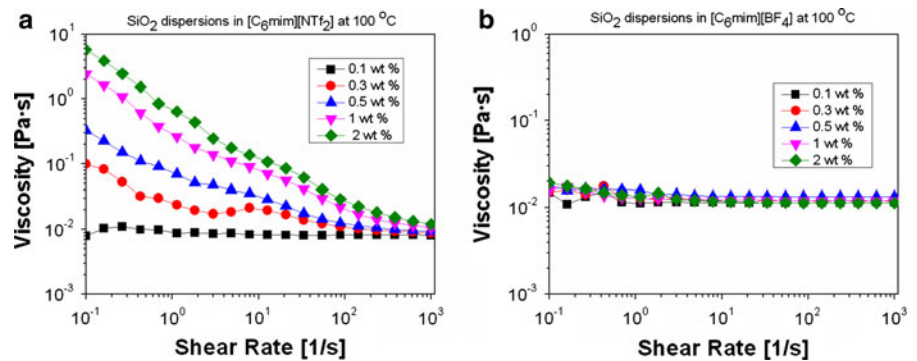 a
SiO2 dispersions in [C6mim][NTf2] at 100 °C
Viscosity [Pa·s]
10^1
10^0
10^-1
10^-2
10^-3
0.1 wt %
0.3 wt %
0.5 wt %
1 wt %
2 wt %
10^-1 10^0 10^1 10^2 10^3
Shear Rate [1/s]
b
SiO2 dispersions in [C6mim][BF4] at 100 °C
Viscosity [Pa·s]
10^0
10^-1
10^-2
10^-3
0.1 wt %
0.3 wt %
0.5 wt %
1 wt %
2 wt %
10^-1 10^0 10^1 10^2 10^3
Shear Rate [1/s]